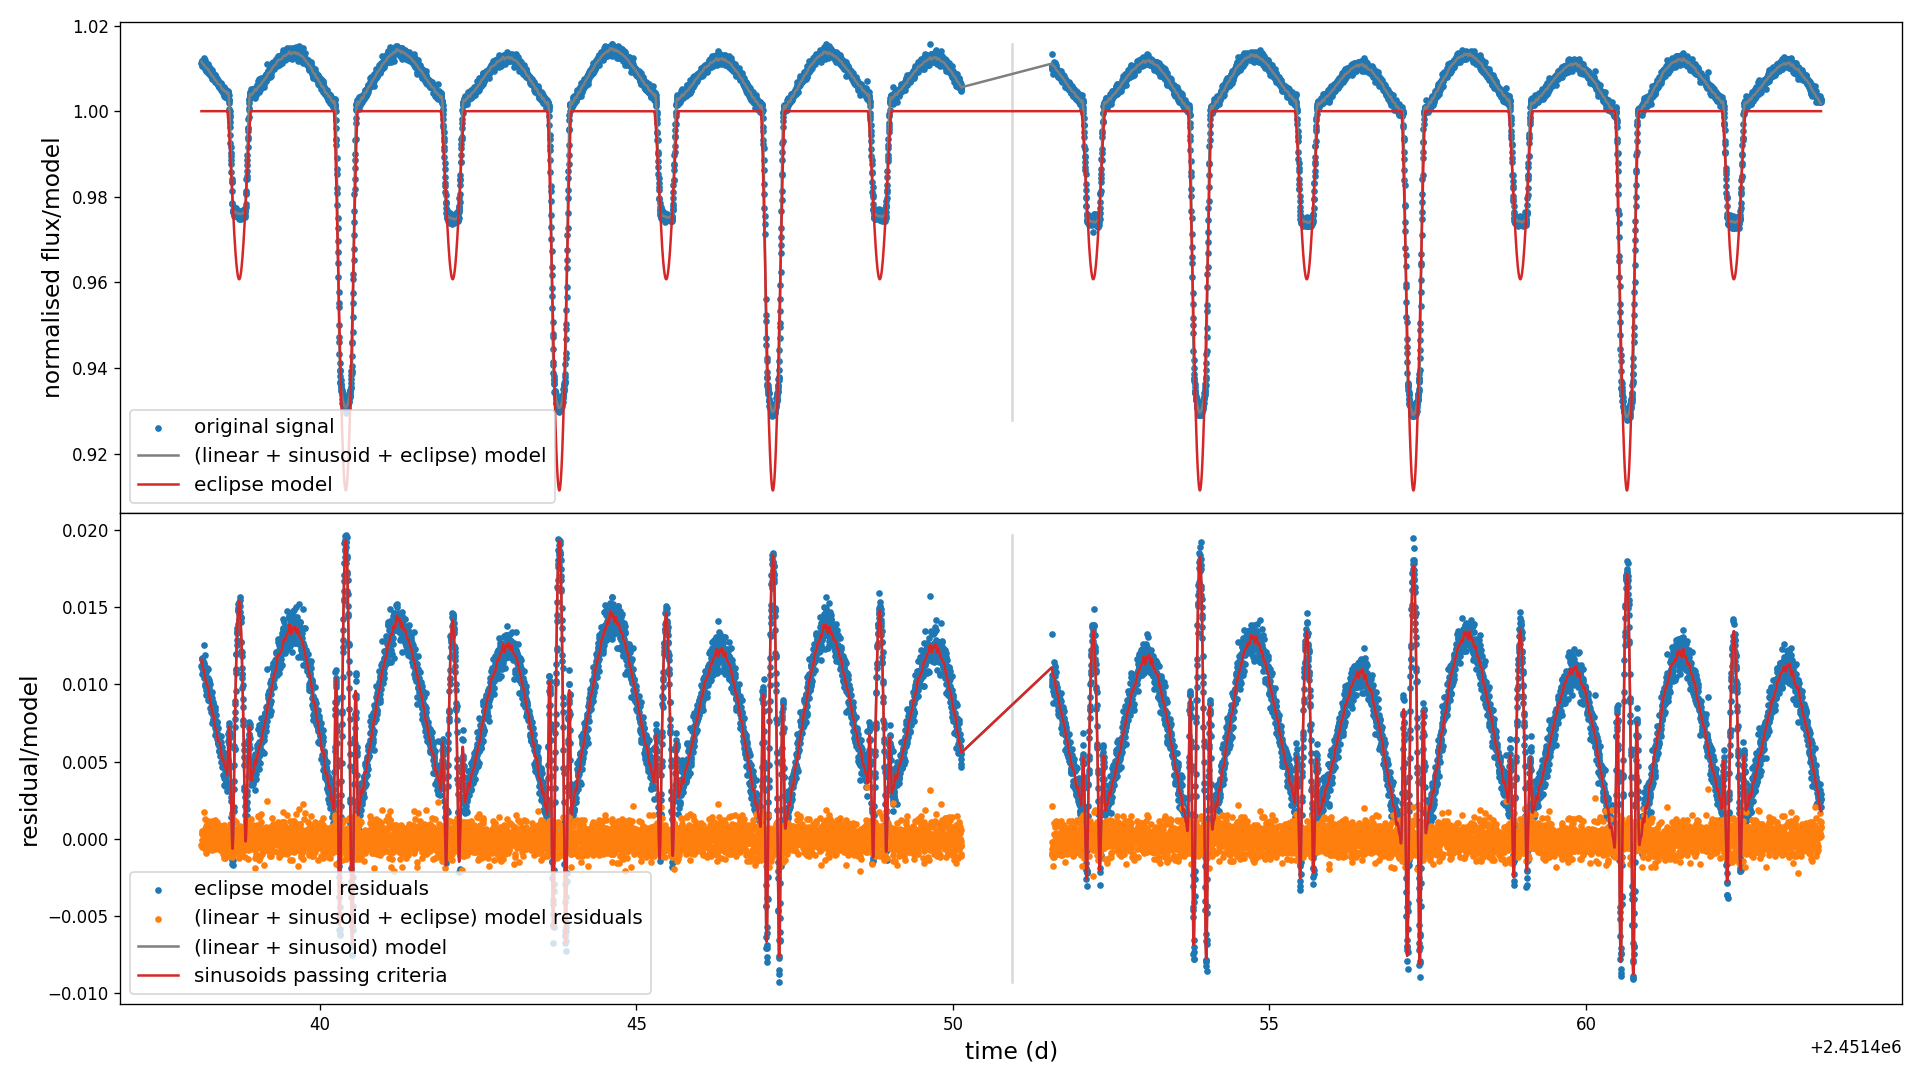 normalised flux/model
1.02
1.00
0.98
0.96
0.94
0.92
original signal
(linear + sinusoid + eclipse) model
eclipse model
residual/model
0.020
0.015
0.010
0.005
0.000
−0.005
−0.010
eclipse model residuals
(linear + sinusoid + eclipse) model residuals
(linear + sinusoid) model
sinusoids passing criteria
40 45 50 55 60
time (d)
+2.4514e6